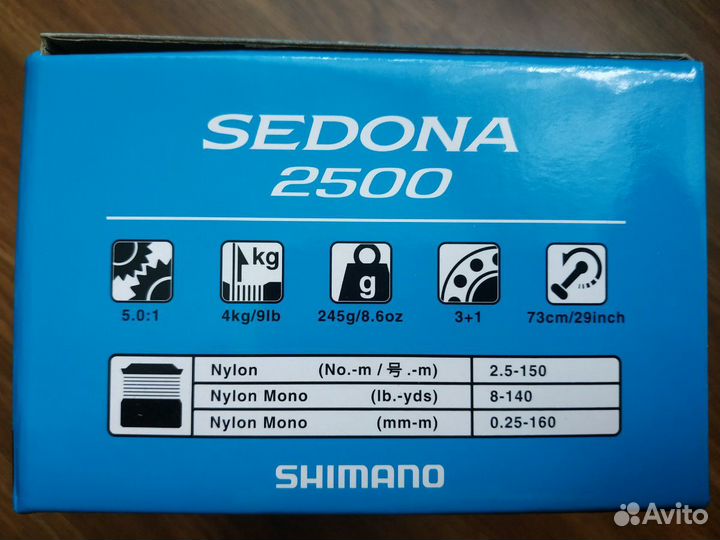 SEDONA
2500
kg
g
5.0:1 4kg/9lb 245g/8.6oz 3+1 73cm/29inch
Nylon (No.-m / 号 .-m) 2.5-150
Nylon Mono (lb.-yds) 8-140
Nylon Mono (mm-m) 0.25-160
SHIMANO
Avito